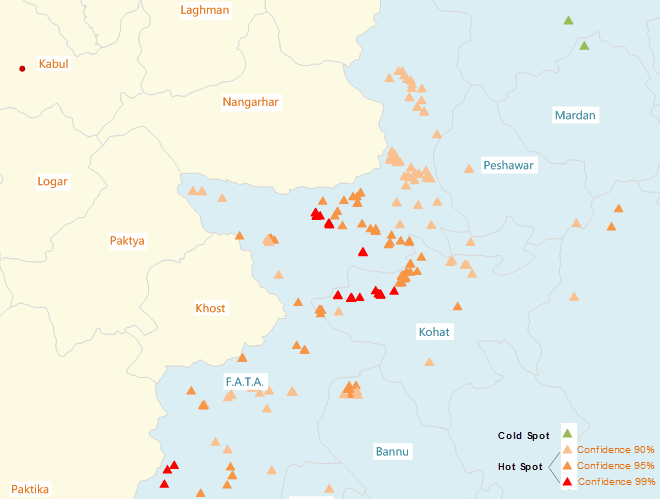 Laghman
Kabul
Nangarhar
Mardan
Peshawar
Logar
Paktya
Khost
Kohat
F.A.T.A.
Bannu
Paktika
Cold Spot
Hot Spot
Confidence 90%
Confidence 95%
Confidence 99%